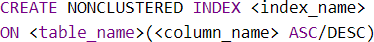 CREATE NONCLUSTERED INDEX <index_name>
ON <table_name>(<column_name> ASC/DESC)